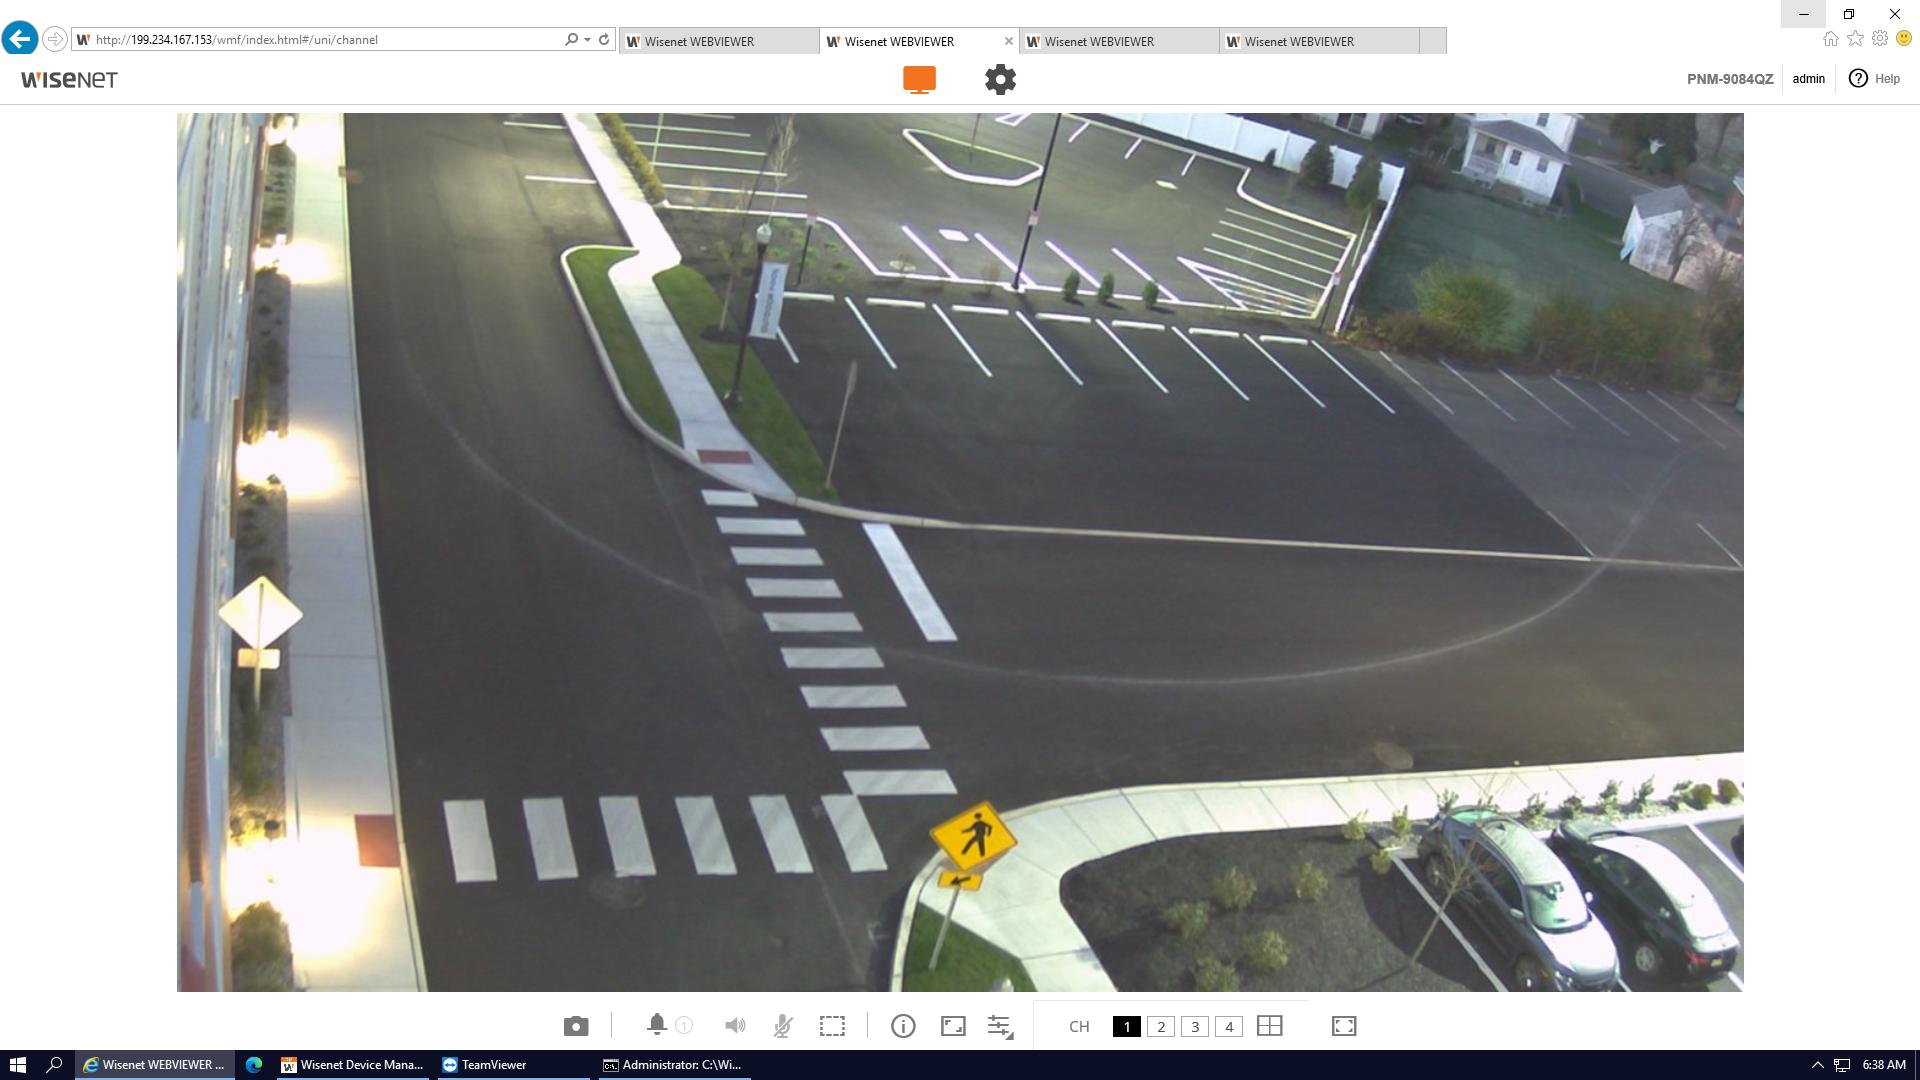 http://199.234.167.153/wmf/index.html#/uni/channel
Wisenet WEBVIEWER
Wisenet WEBVIEWER
Wisenet WEBVIEWER
Wisenet WEBVIEWER
WISENET
PNM-9084QZ
admin
Help
1
CH
1
2
3
4
Wisenet WEBVIEWER ...
Wisenet Device Mana...
TeamViewer
Administrator: C:\Wi...
6:38 AM